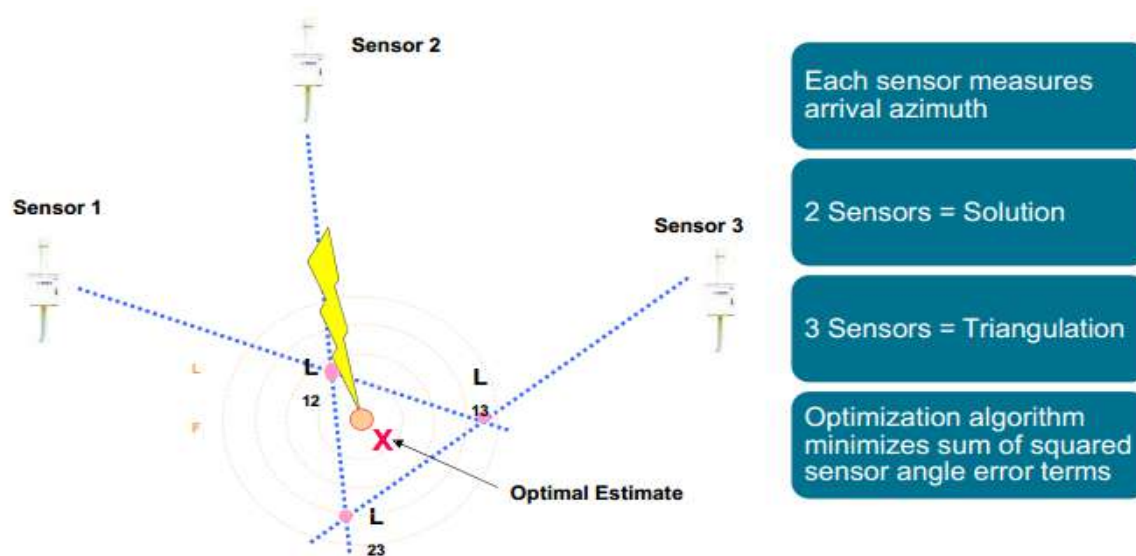 Sensor 2
Sensor 1
Sensor 3
L
12
L
13
L
F
X
Optimal Estimate
L
23
Each sensor measures
arrival azimuth
2 Sensors = Solution
3 Sensors = Triangulation
Optimization algorithm
minimizes sum of squared
sensor angle error terms